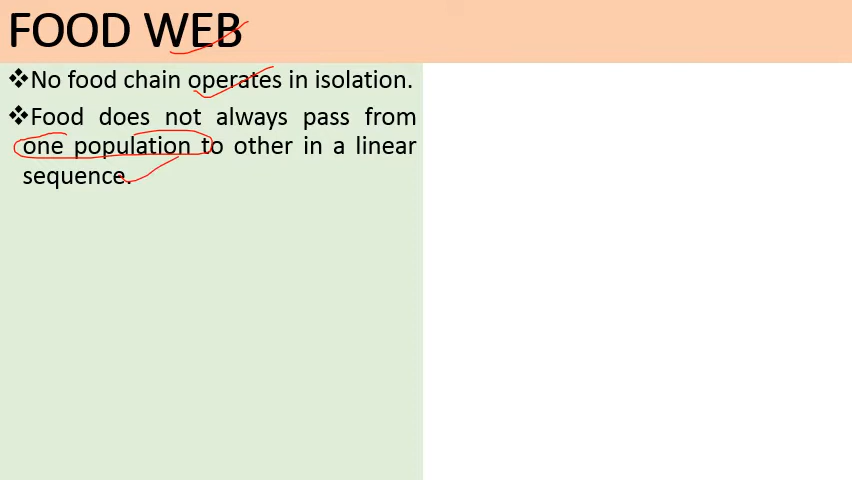 FOOD WEB
❖No food chain operates in isolation.
❖Food does not always pass from
one population to other in a linear
sequence.